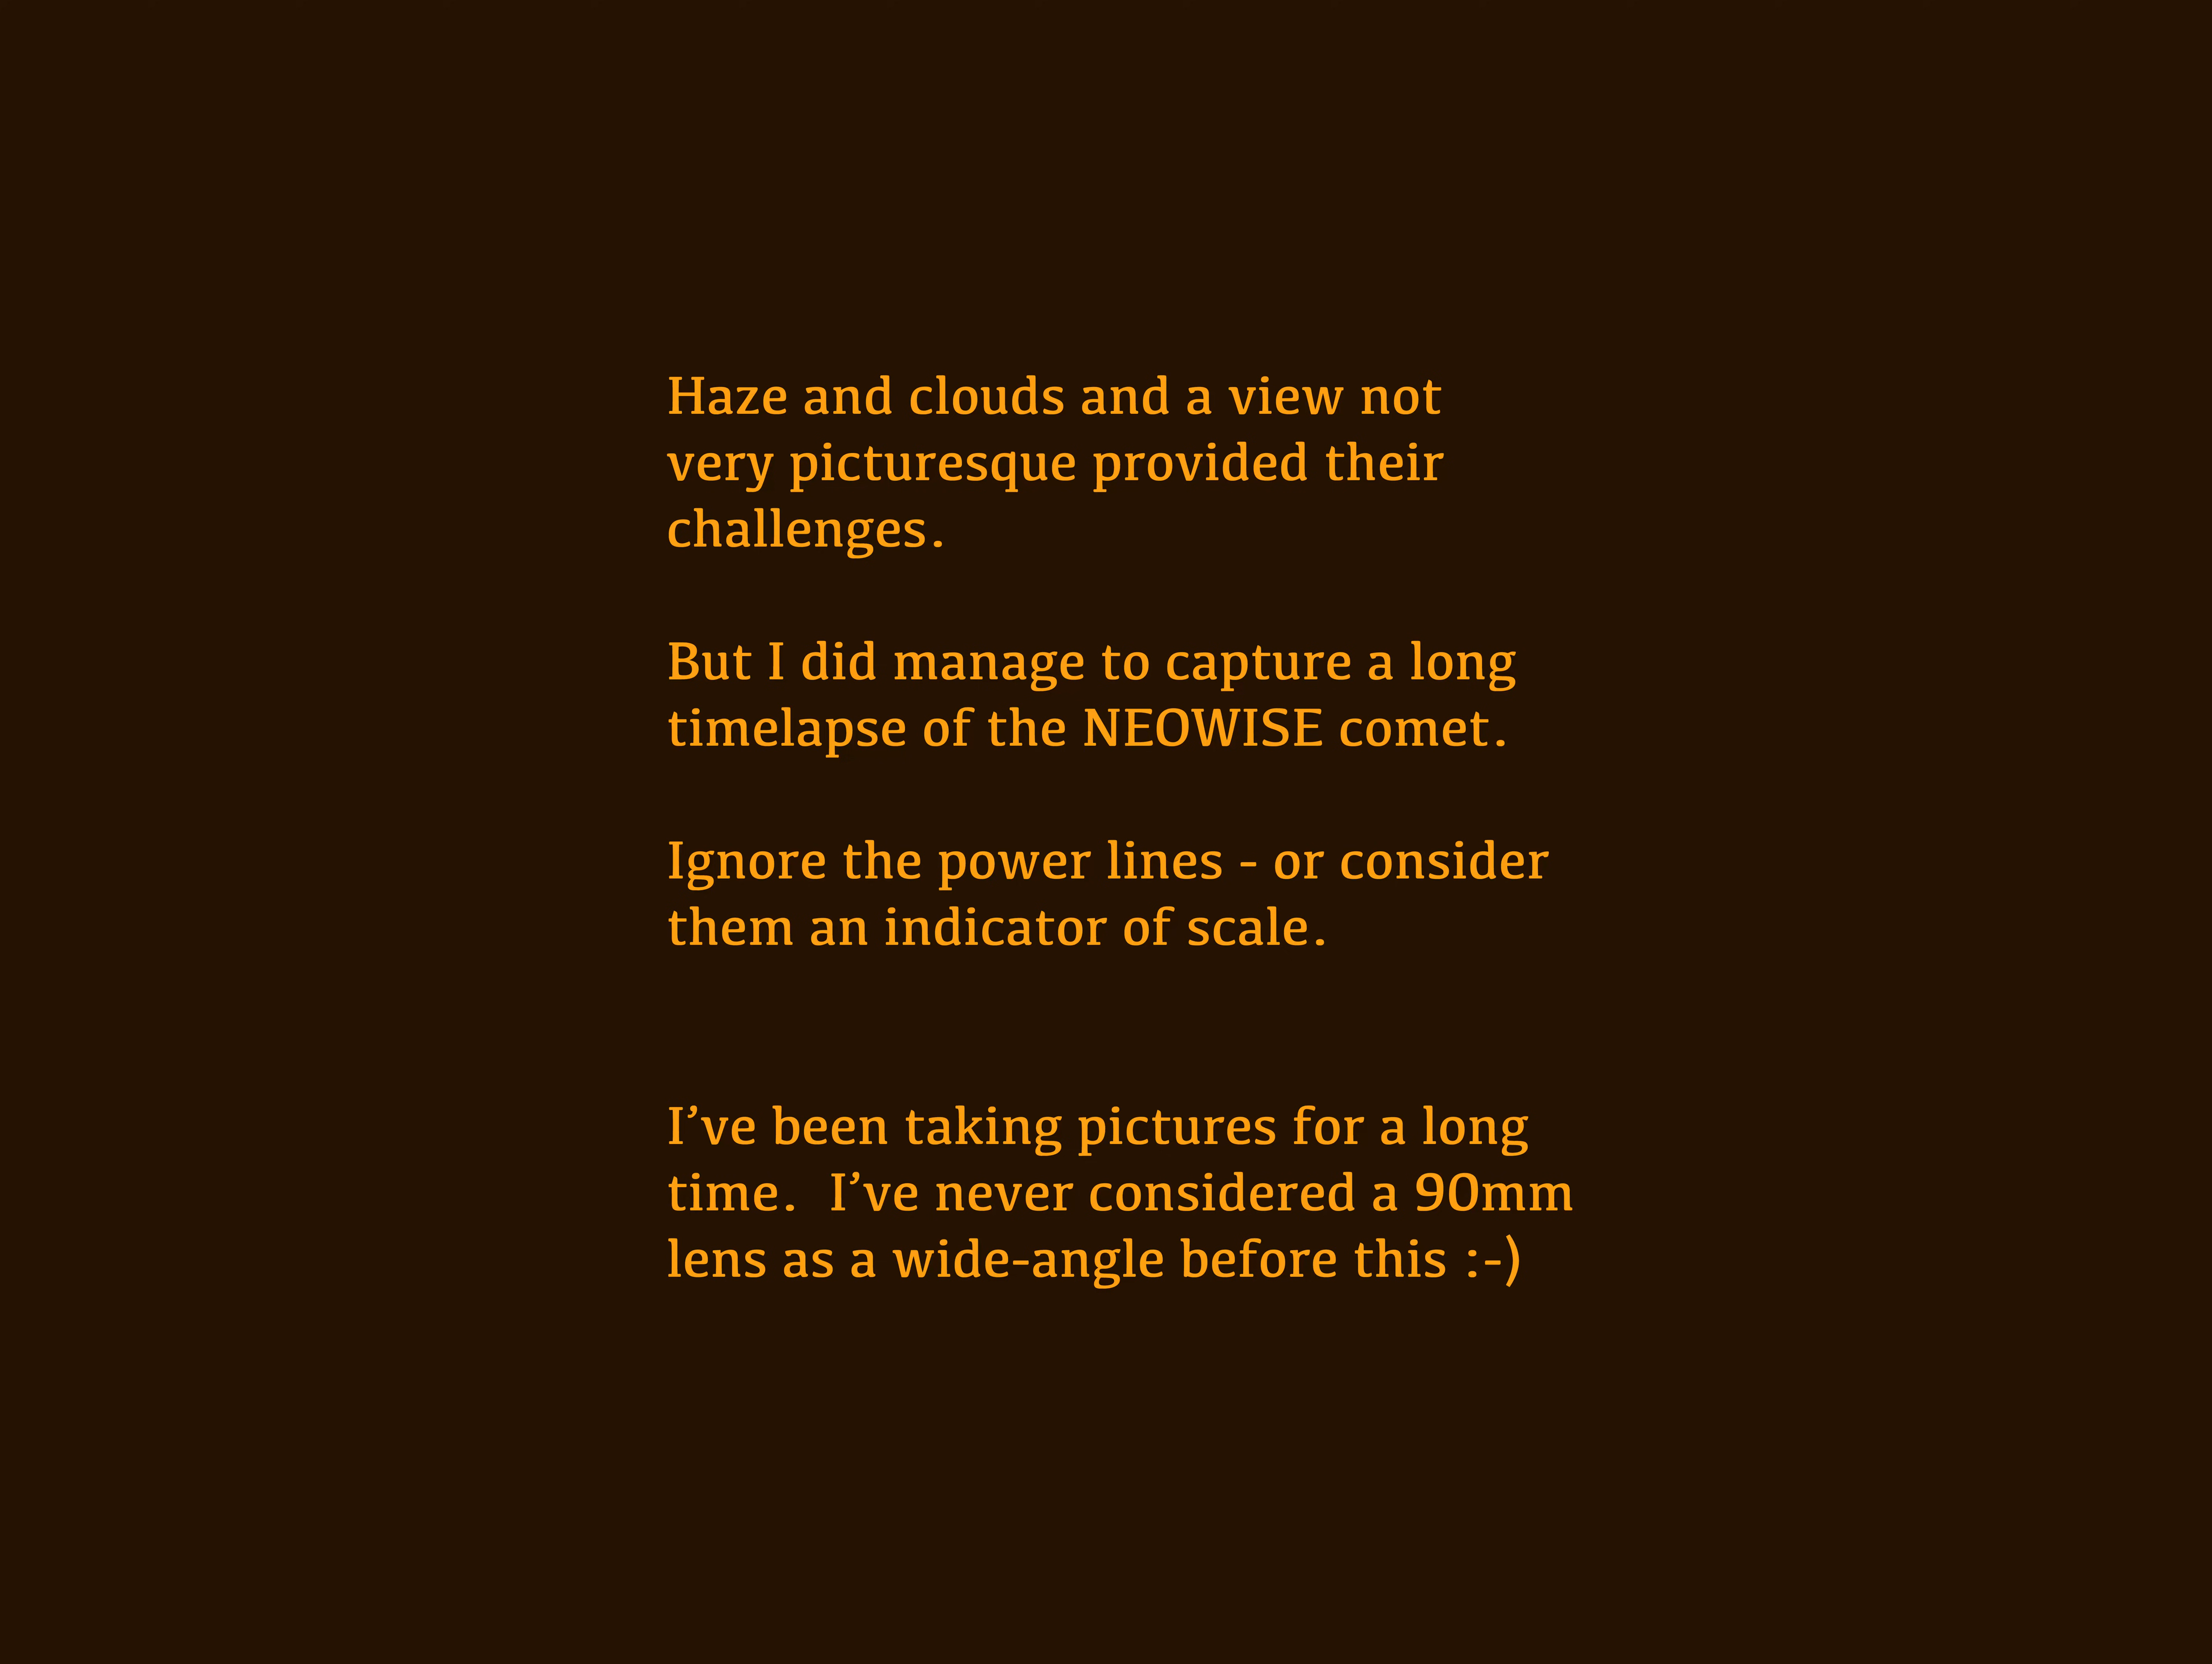 Haze and clouds and a view not
very picturesque provided their
challenges.
But I did manage to capture a long
timelapse of the NEOWISE comet.
Ignore the power lines - or consider
them an indicator of scale.
I’ve been taking pictures for a long
time.  I’ve never considered a 90mm
lens as a wide-angle before this :-)